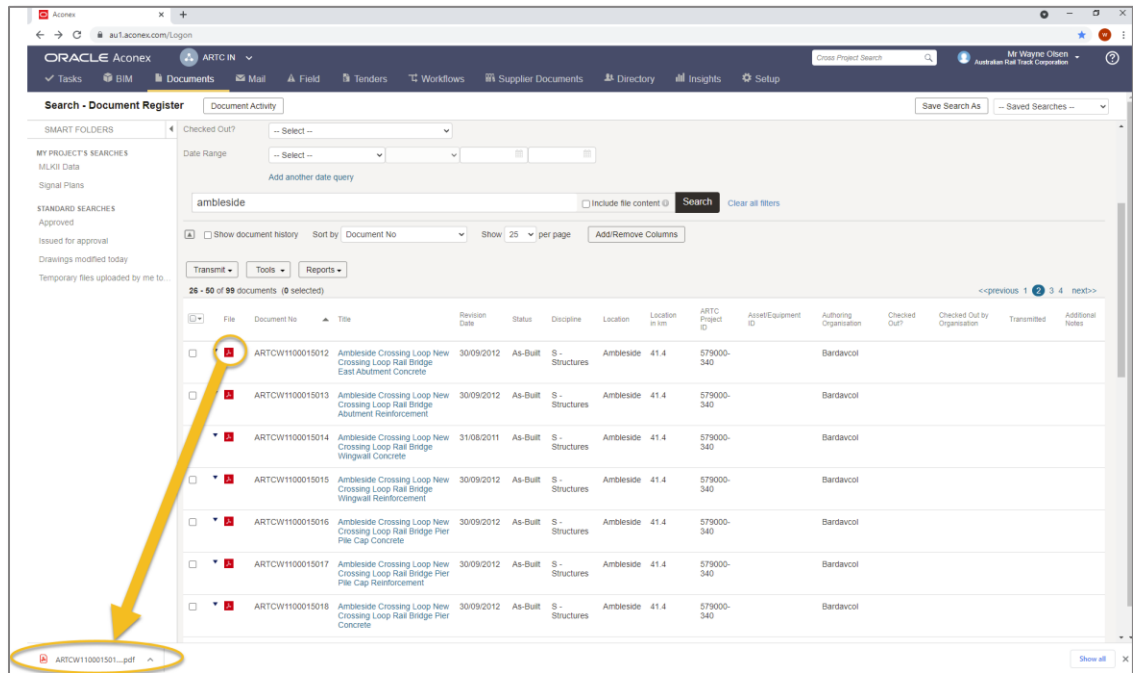 Aconex
au1.aconex.com/Logon
W
ORACLE Aconex ARTC IN
Cross Project Search
Mr Wayne Olsen
Australian Rail Track Corporation
Tasks BIM Documents Mail Field Tenders Workflows Supplier Documents Directory Insights Setup
Search - Document Register Document Activity Save Search As -- Saved Searches --
SMART FOLDERS
MY PROJECT'S SEARCHES
MLKII Data
Signal Plans
STANDARD SEARCHES
Approved
Issued for approval
Drawings modified today
Temporary files uploaded by me to...
Checked Out? -- Select --
Date Range -- Select --
Add another date query
ambleside Include file content Search Clear all filters
Show document history Sort by Document No Show 25 per page Add/Remove Columns
Transmit Tools Reports
26 - 50 of 99 documents (0 selected) <<previous 1 2 3 4 next>>
File Document No Title Revision Date Status Discipline Location Location in km ARTC Project ID Asset/Equipment ID Authoring Organisation Checked Out? Checked Out by Organisation Transmitted Additional Notes
ARTCW1100015012 Ambleside Crossing Loop New 30/09/2012 As-Built S - Ambleside 41.4 579000- Bardavcol
Crossing Loop Rail Bridge Structures 340
East Abutment Concrete
ARTCW1100015013 Ambleside Crossing Loop New 30/09/2012 As-Built S - Ambleside 41.4 579000- Bardavcol
Crossing Loop Rail Bridge Structures 340
Abutment Reinforcement
ARTCW1100015014 Ambleside Crossing Loop New 31/08/2011 As-Built S - Ambleside 41.4 579000- Bardavcol
Crossing Loop Rail Bridge Structures 340
Wingwall Concrete
ARTCW1100015015 Ambleside Crossing Loop New 30/09/2012 As-Built S - Ambleside 41.4 579000- Bardavcol
Crossing Loop Rail Bridge Structures 340
Wingwall Reinforcement
ARTCW1100015016 Ambleside Crossing Loop New 30/09/2012 As-Built S - Ambleside 41.4 579000- Bardavcol
Crossing Loop Rail Bridge Pier Structures 340
Pile Cap Concrete
ARTCW1100015017 Ambleside Crossing Loop New 30/09/2012 As-Built S - Ambleside 41.4 579000- Bardavcol
Crossing Loop Rail Bridge Pier Structures 340
Pile Cap Reinforcement
ARTCW1100015018 Ambleside Crossing Loop New 30/09/2012 As-Built S - Ambleside 41.4 579000- Bardavcol
Crossing Loop Rail Bridge Pier Structures 340
Concrete
ARTCW110001501....pdf Show all